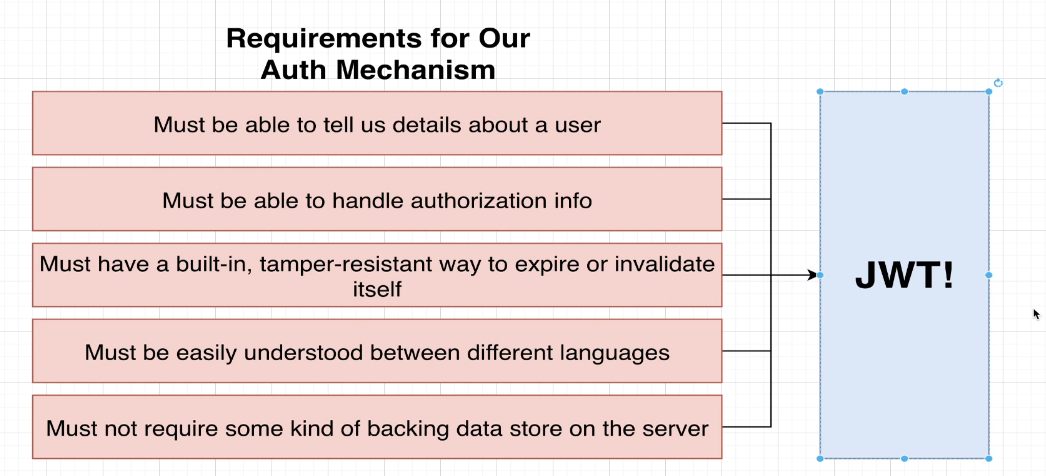 Requirements for Our
Auth Mechanism
Must be able to tell us details about a user
Must be able to handle authorization info
Must have a built-in, tamper-resistant way to expire or invalidate
itself
Must be easily understood between different languages
Must not require some kind of backing data store on the server
JWT!